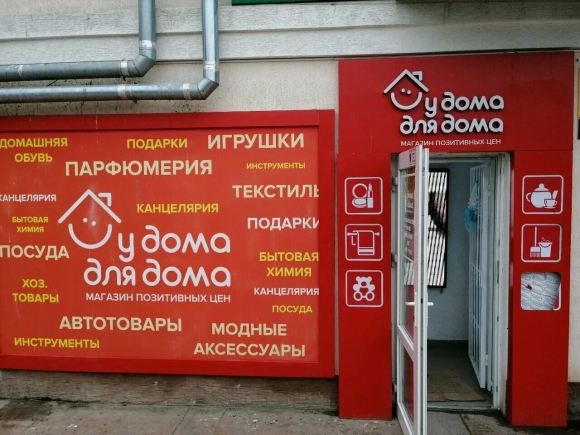 ДОМАШНЯЯ ОБУВЬ
ПОДАРКИ
ИГРУШКИ
ПАРФЮМЕРИЯ
ИНСТРУМЕНТЫ
КАНЦЕЛЯРИЯ
КАНЦЕЛЯРИЯ
ТЕКСТИЛЬ
БЫТОВАЯ
ХИМИЯ
ПОДАРКИ
ПОСУДА
у дома
для дома
МАГАЗИН ПОЗИТИВНЫХ ЦЕН
БЫТОВАЯ
ХИМИЯ
ХОЗ.
ТОВАРЫ
КАНЦЕЛЯРИЯ
ПОСУДА
АВТОТОВАРЫ
МОДНЫЕ
АКСЕССУАРЫ
ИНСТРУМЕНТЫ
у дома
для дома
МАГАЗИН ПОЗИТИВНЫХ ЦЕН